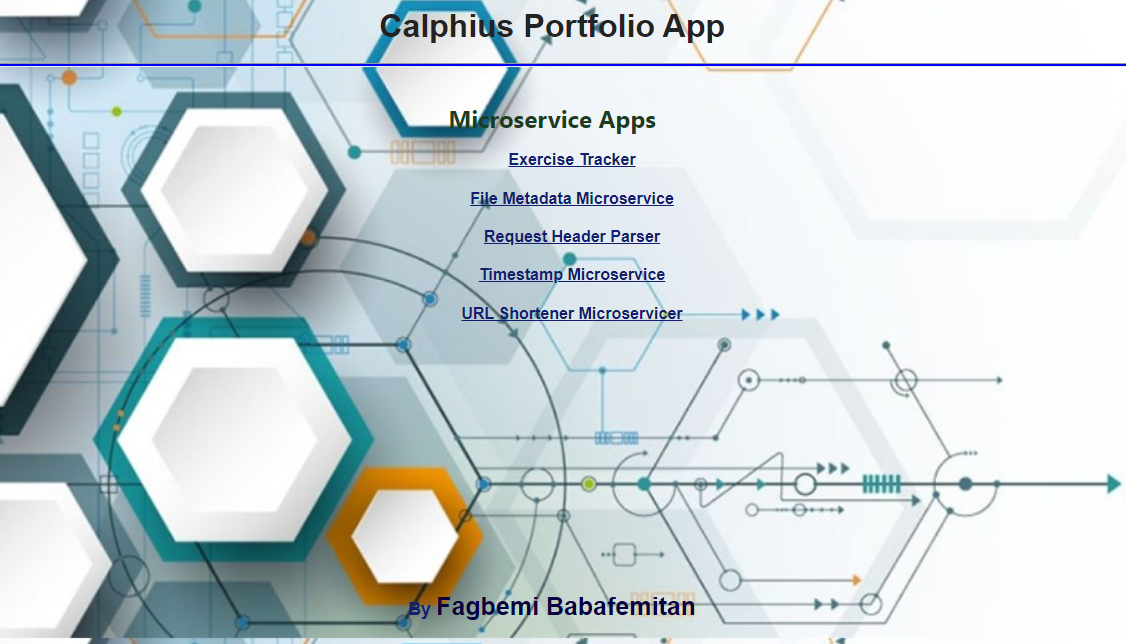 Calphius Portfolio App
Microservice Apps
Exercise Tracker
File Metadata Microservice
Request Header Parser
Timestamp Microservice
URL Shortener Microservicer
By Fagbemi Babafemitan